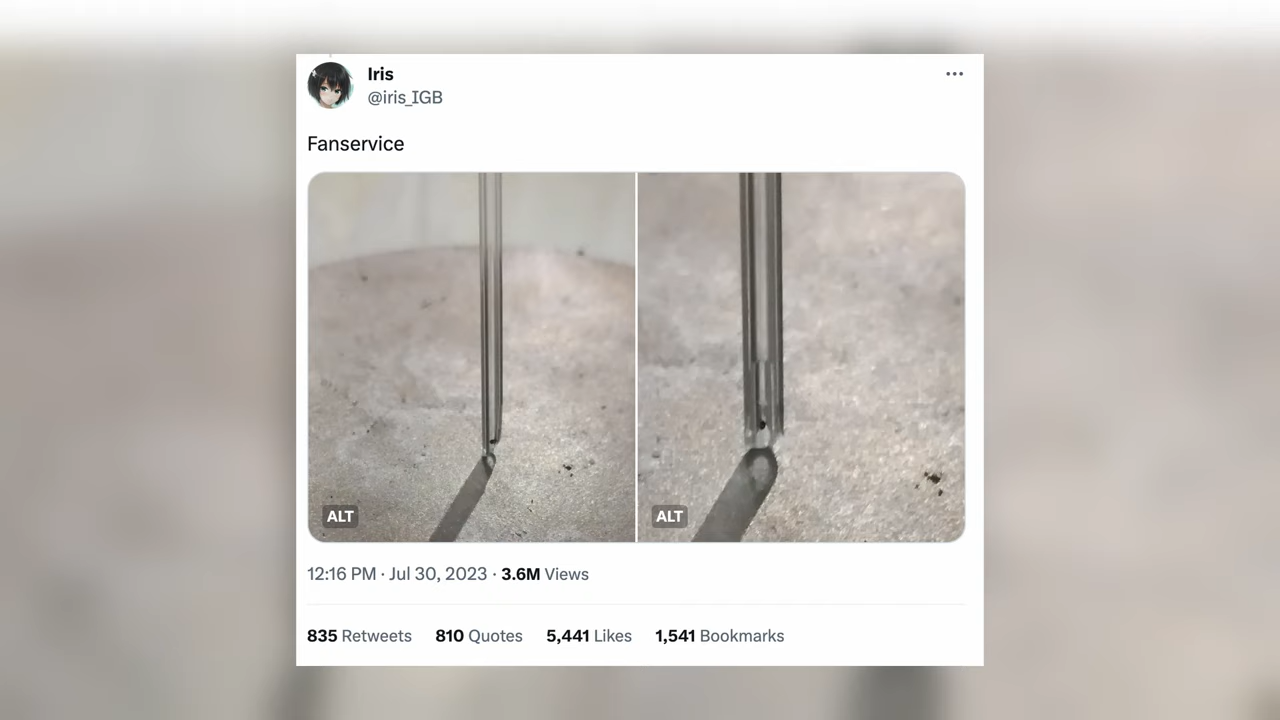 Iris
@iris_IGB
Fanservice
ALT
ALT
12:16 PM · Jul 30, 2023 · 3.6M Views
835 Retweets 810 Quotes 5,441 Likes 1,541 Bookmarks